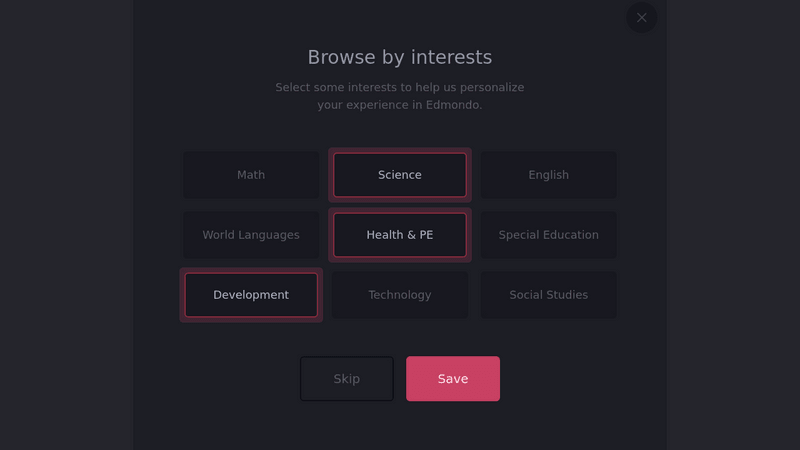 Browse by interests
Select some interests to help us personalize
your experience in Edmondo.
Math
Science
English
World Languages
Health & PE
Special Education
Development
Technology
Social Studies
Skip
Save